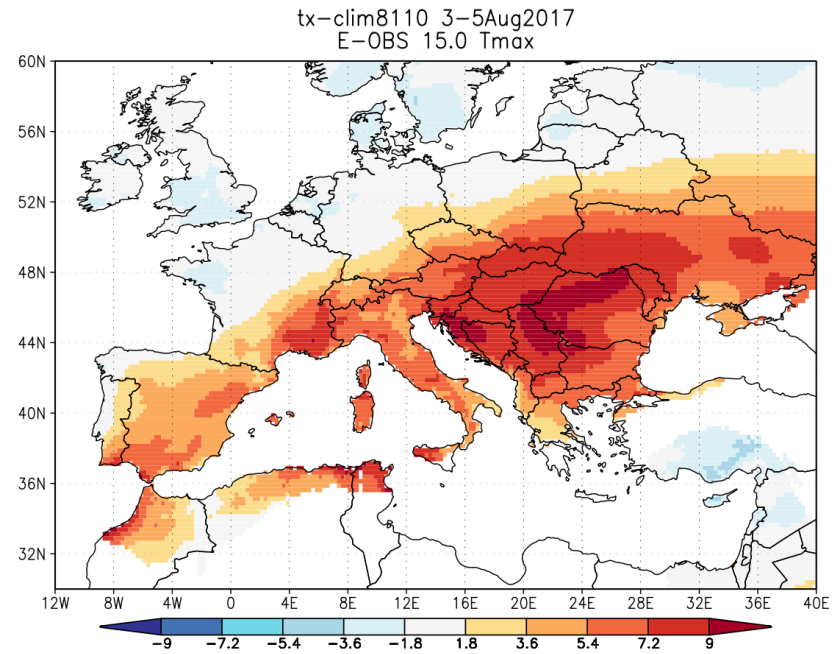 tx-clim8110 3-5Aug2017
E-OBS 15.0 Tmax
60N
56N
52N
48N
44N
40N
36N
32N
12W 8W 4W 0 4E 8E 12E 16E 20E 24E 28E 32E 36E 40E
-9 -7.2 -5.4 -3.6 -1.8 1.8 3.6 5.4 7.2 9